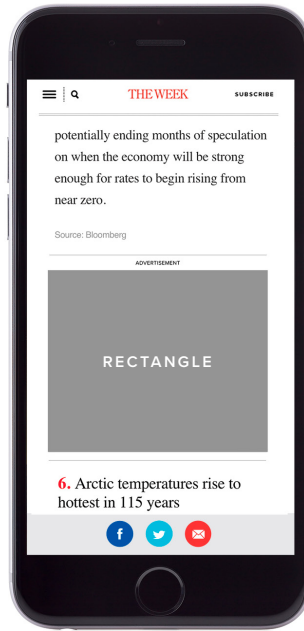 THE WEEK
SUBSCRIBE
potentially ending months of speculation
on when the economy will be strong
enough for rates to begin rising from
near zero.
Source: Bloomberg
ADVERTISEMENT
RECTANGLE
6. Arctic temperatures rise to
hottest in 115 years
f